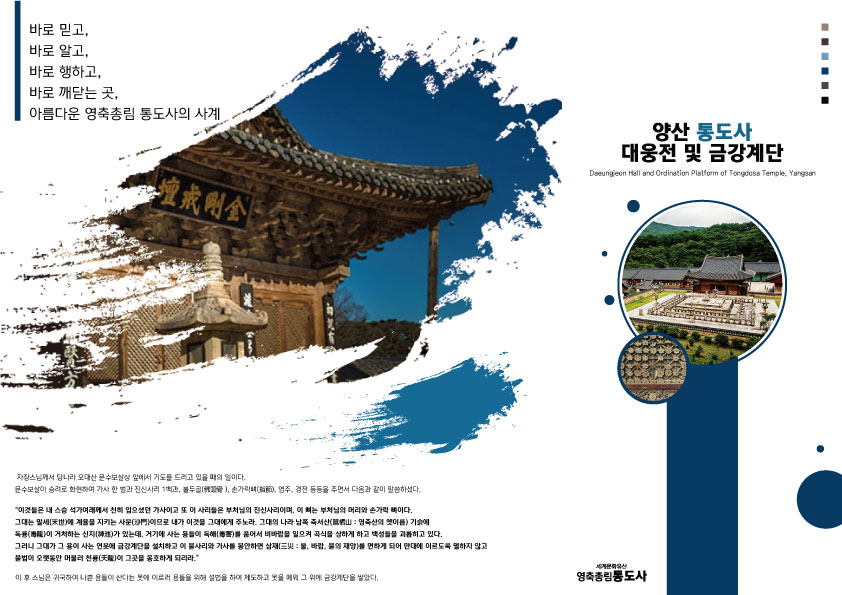 바로 믿고,
바로 알고,
바로 행하고,
바로 깨닫는 곳,
아름다운 영축총림 통도사의 사계
壇戒剛金
양산 통도사
대웅전 및 금강계단
Daeungjeon Hall and Ordination Platform of Tongdosa Temple, Yangsan
자장스님께서 당나라 오대산 문수보살상 앞에서 기도를 드리고 있을 때의 일이다.
문수보살이 승려로 화현하여 가사 한 벌과 진신사리 1백과, 불두골(佛頭骨), 손가락뼈(指節), 염주, 경전 등등을 주면서 다음과 같이 말씀하셨다.
"이것들은 내 스승 석가여래께서 친히 입으셨던 가사이고 또 이 사리들은 부처님의 진신사리이며, 이 뼈는 부처님의 머리와 손가락 뼈이다.
그대는 말세(末世)에 계율을 지키는 사문(沙門)이므로 내가 이것을 그대에게 주노라. 그대의 나라 남쪽 축서산(鷲栖山 : 영축산의 옛이름) 기슭에
독룡(毒龍)이 거처하는 신지(神池)가 있는데, 거기에 사는 용들이 독해(毒害)를 품어서 비바람을 일으켜 곡식을 상하게 하고 백성들을 괴롭히고 있다.
그러니 그대가 그 용이 사는 연못에 금강계단을 설치하고 이 불사리와 가사를 봉안하면 삼재(三災 : 물, 바람, 불의 재앙)를 면하게 되어 만대에 이르도록 멸하지 않고
불법이 오랫동안 머물러 천룡(天龍)이 그곳을 옹호하게 되리라."
이 후 스님은 귀국하여 나쁜 용들이 산다는 못에 이르러 용들을 위해 설법을 하여 제도하고 못을 메워 그 위에 금강계단을 쌓았다.
세계문화유산
영축총림통도사